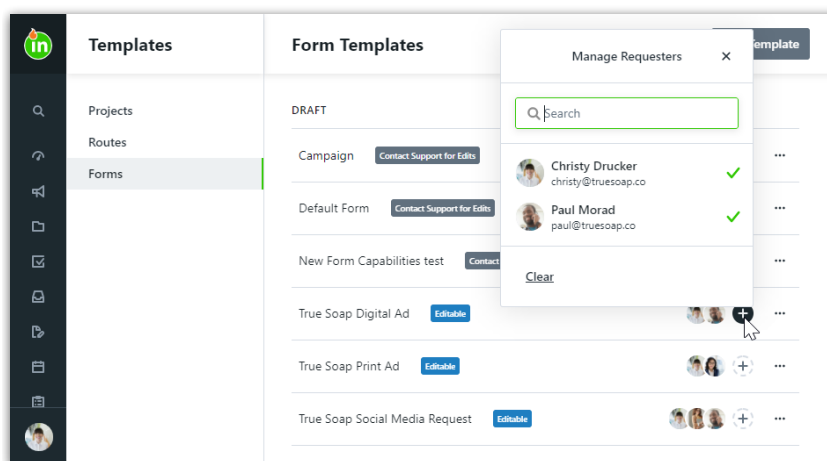 in
Templates
Form Templates
emplate
Manage Requesters
Search
Projects
Routes
Forms
DRAFT
Campaign Contact Support for Edits
Default Form Contact Support for Edits
New Form Capabilities test Contact
Christy Drucker
christy@truesoap.co
Paul Morad
paul@truesoap.co
Clear
True Soap Digital Ad Editable
True Soap Print Ad Editable
True Soap Social Media Request Editable